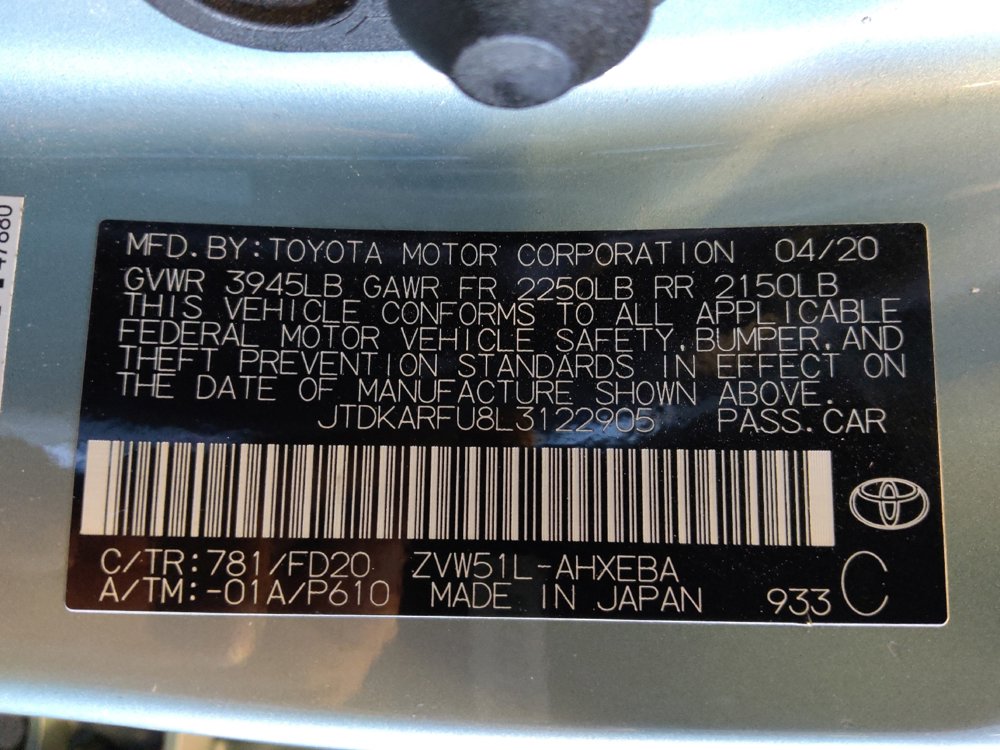 MFD. BY: TOYOTA MOTOR CORPORATION 04/20
GVWR 3945LB GAWR FR 2250LB RR 2150LB
THIS VEHICLE CONFORMS TO ALL APPLICABLE
FEDERAL MOTOR VEHICLE SAFETY, BUMPER, AND
THEFT PREVENTION STANDARDS IN EFFECT ON
THE DATE OF MANUFACTURE SHOWN ABOVE.
JTDKARFU8L3122905 PASS. CAR
C/TR: 781/FD20 ZVW51L-AHXEBA
A/TM: -01A/P610 MADE IN JAPAN 933 C